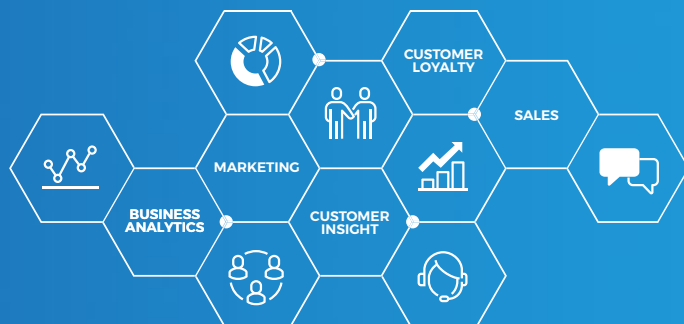 CUSTOMER
LOYALTY
SALES
MARKETING
BUSINESS
ANALYTICS
CUSTOMER
INSIGHT